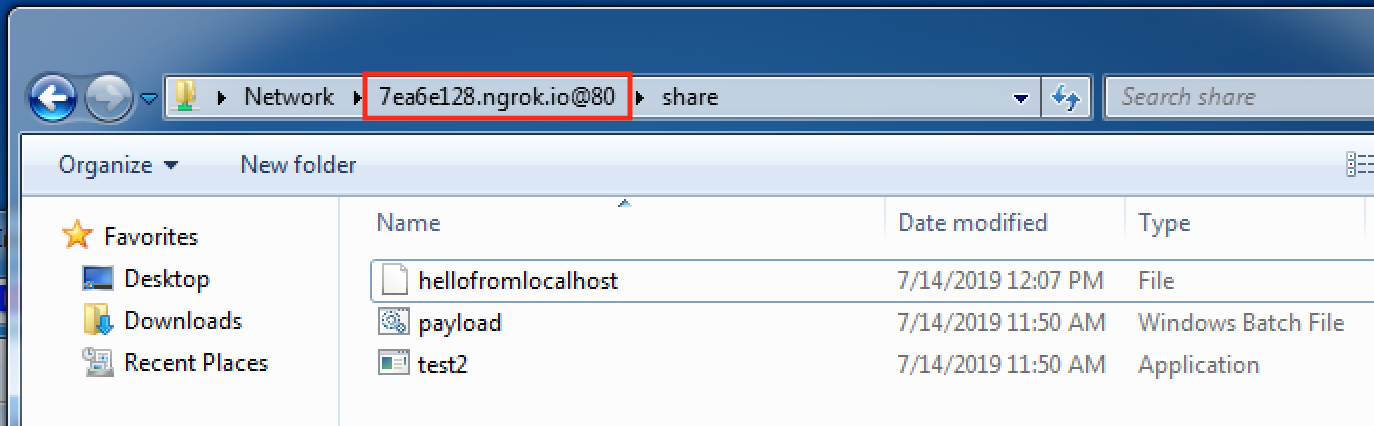 Network 7ea6e128.ngrok.io@80 share Search share
Organize New folder
Name Date modified Type
Favorites
Desktop
Downloads
Recent Places
hellofromlocalhost 7/14/2019 12:07 PM File
payload 7/14/2019 11:50 AM Windows Batch File
test2 7/14/2019 11:50 AM Application